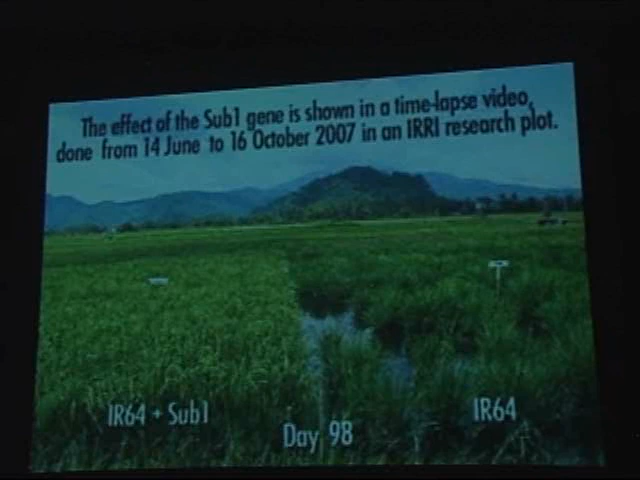 The effect of the Sub1 gene is shown in a time-lapse video,
done from 14 June to 16 October 2007 in an IRRI research plot.
IR64 + Sub1
IR64
Day 98